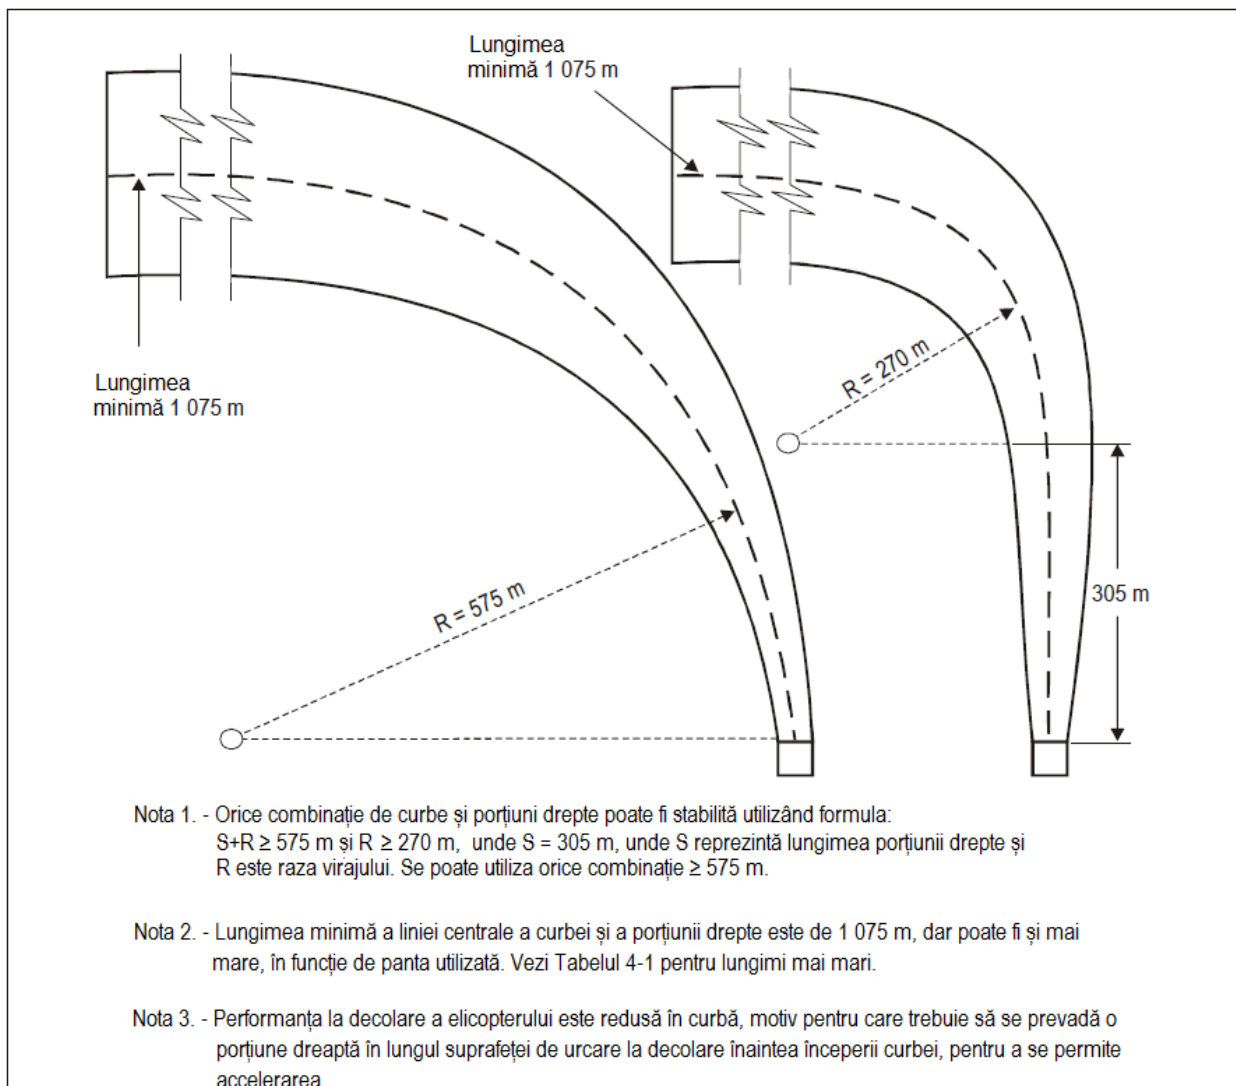 Lungimea
minimă 1 075 m
Lungimea
minimă 1 075 m
R = 270 m
R = 575 m
305 m
Nota 1. - Orice combinație de curbe și porțiuni drepte poate fi stabilită utilizând formula:
S+R ≥ 575 m și R ≥ 270 m, unde S = 305 m, unde S reprezintă lungimea porțiunii drepte și
R este raza virajului. Se poate utiliza orice combinație ≥ 575 m.
Nota 2. - Lungimea minimă a liniei centrale a curbei și a porțiunii drepte este de 1 075 m, dar poate fi și mai
mare, în funcție de panta utilizată. Vezi Tabelul 4-1 pentru lungimi mai mari.
Nota 3. - Performanța la decolare a elicopterului este redusă în curbă, motiv pentru care trebuie să se prevadă o
porțiune dreaptă în lungul suprafeței de urcare la decolare înaintea începerii curbei, pentru a se permite
accelerarea